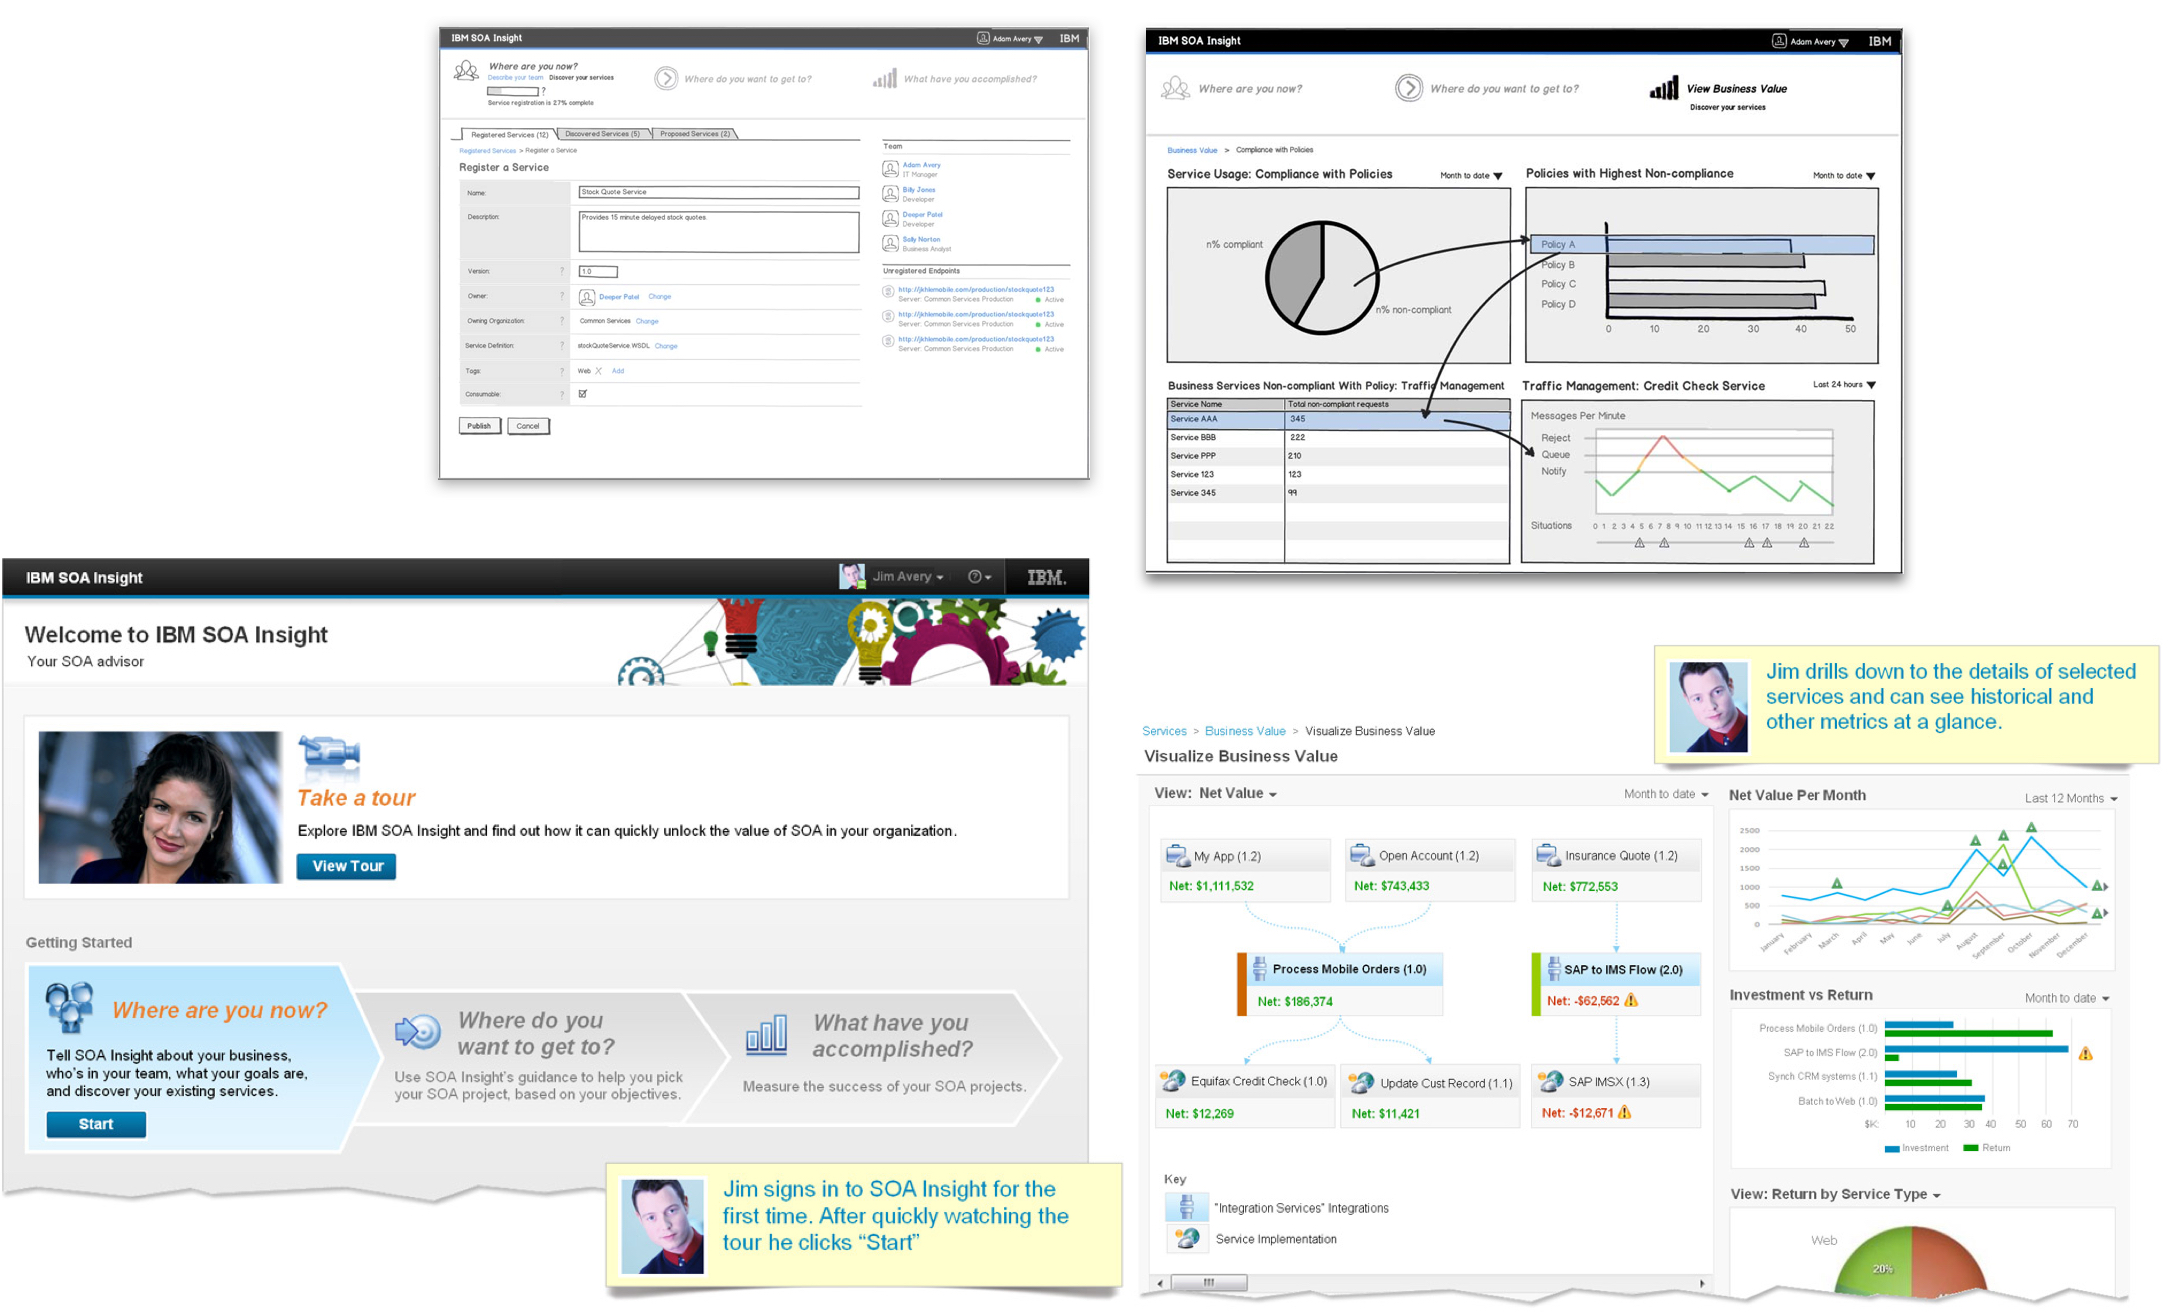 IBM SOA Insight
Adam Avery
IBM
Where are you now?
Describe your team Discover your services
?
Service registration is 27% complete
Where do you want to get to?
What have you accomplished?
Registered Services (12)
Discovered Services (5)
Proposed Services (2)
Registered Services > Register a Service
Register a Service
Name:
Stock Quote Service
Description:
Provides 15 minute delayed stock quotes
Version:
?
1.0
Owner:
?
Deeper Patel Change
Owning Organization:
?
Common Services Change
Service Definition:
?
stockQuoteService WSDL Change
Tags:
?
Web X Add
Consumable:
?
Publish
Cancel
Team
Adam Avery
IT Manager
Billy Jones
Developer
Deeper Patel
Developer
Sally Norton
Business Analyst
Unregistered Endpoints
http://jkhlemobile.com/production/stockquote123
Server: Common Services Production Active
http://jkhlemobile.com/production/stockquote123
Server: Common Services Production Active
http://jkhlemobile.com/production/stockquote123
Server: Common Services Production Active
IBM SOA Insight
Adam Avery
IBM
Where are you now?
Where do you want to get to?
View Business Value
Discover your services
Business Value > Compliance with Policies
Service Usage: Compliance with Policies
Month to date
n% compliant
n% non-compliant
Policies with Highest Non-compliance
Month to date
Policy A
Policy B
Policy C
Policy D
0 10 20 30 40 50
Business Services Non-compliant With Policy: Traffic Management
Service Name Total non-compliant requests
Service AAA 345
Service BBB 222
Service PPP 210
Service 123 123
Service 345 99
Traffic Management: Credit Check Service
Last 24 hours
Messages Per Minute
Reject
Queue
Notify
Situations
0 1 2 3 4 5 6 7 8 9 10 11 12 13 14 15 16 17 18 19 20 21 22
IBM SOA Insight
Jim Avery
?
IBM.
Welcome to IBM SOA Insight
Your SOA advisor
Take a tour
Explore IBM SOA Insight and find out how it can quickly unlock the value of SOA in your organization.
View Tour
Getting Started
Where are you now?
Tell SOA Insight about your business,
who's in your team, what your goals are,
and discover your existing services.
Start
Where do you
want to get to?
Use SOA Insight's guidance to help you pick
your SOA project, based on your objectives.
What have you
accomplished?
Measure the success of your SOA projects.
Jim signs in to SOA Insight for the
first time. After quickly watching the
tour he clicks “Start”
Jim drills down to the details of selected
services and can see historical and
other metrics at a glance.
Services > Business Value > Visualize Business Value
Visualize Business Value
View: Net Value
Month to date
My App (1.2)
Net: $1,111,532
Open Account (1.2)
Net: $743,433
Insurance Quote (1.2)
Net: $772,553
Process Mobile Orders (1.0)
Net: $186,374
SAP to IMS Flow (2.0)
Net: -$62,562
Equifax Credit Check (1.0)
Net: $12,269
Update Cust Record (1.1)
Net: $11,421
SAP IMSX (1.3)
Net: -$12,671
Key
"Integration Services" Integrations
Service Implementation
Net Value Per Month
Last 12 Months
2500
2000
1500
1000
500
0
January February March April May June July August September October November December
Investment vs Return
Month to date
Process Mobile Orders (1.0)
SAP to IMS Flow (2.0)
Synch CRM systems (1.1)
Batch to Web (1.0)
$K: 10 20 30 40 50 60 70
Investment Return
View: Return by Service Type
Web
20%